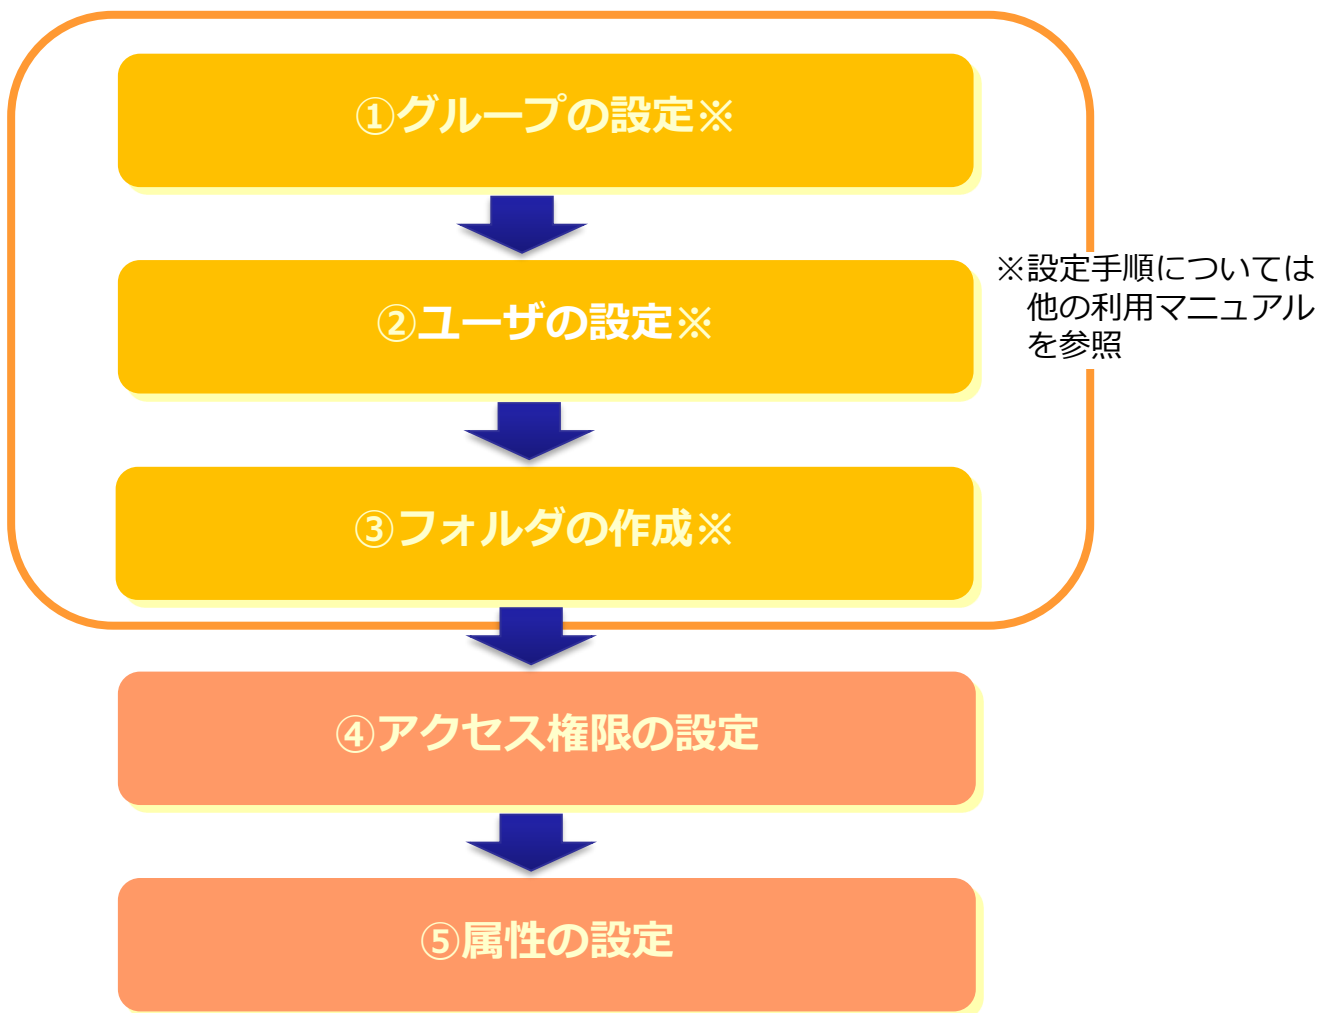 ①グループの設定※
②ユーザの設定※
※設定手順については
他の利用マニュアル
を参照
③フォルダの作成※
④アクセス権限の設定
⑤属性の設定